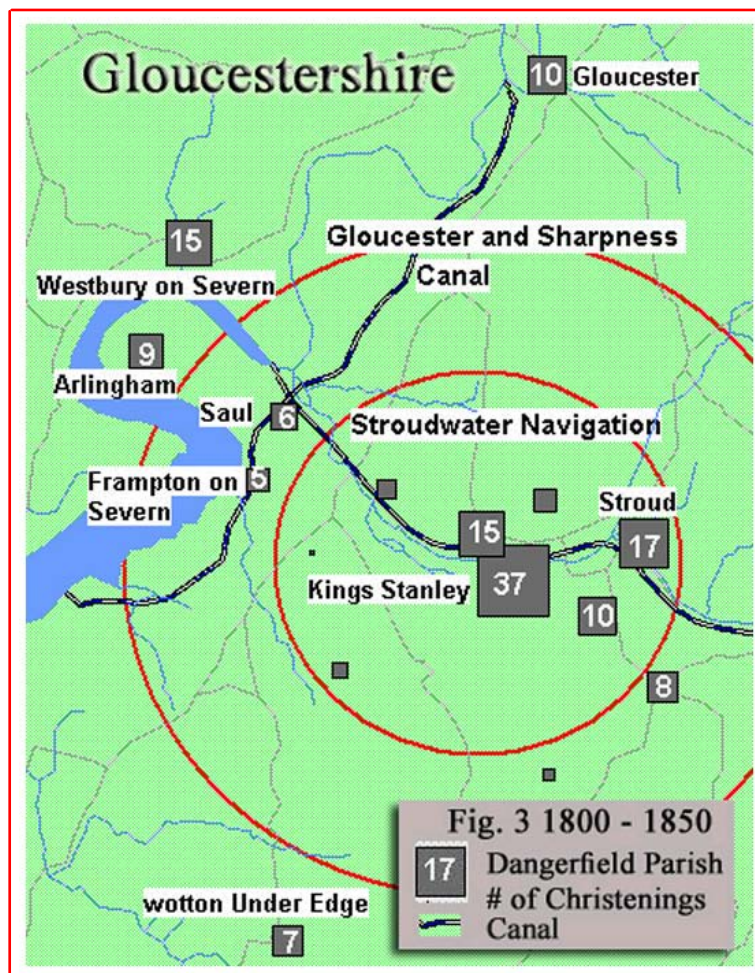 Gloucestershire
10 Gloucester
15
Gloucester and Sharpness
Canal
Westbury on Severn
9
Arlingham
Saul 6
Stroudwater Navigation
Frampton on 5
Severn
Stroud
15
17
Kings Stanley 37
10
8
Fig. 3 1800 - 1850
17 Dangerfield Parish
# of Christenings
Canal
wotton Under Edge
7